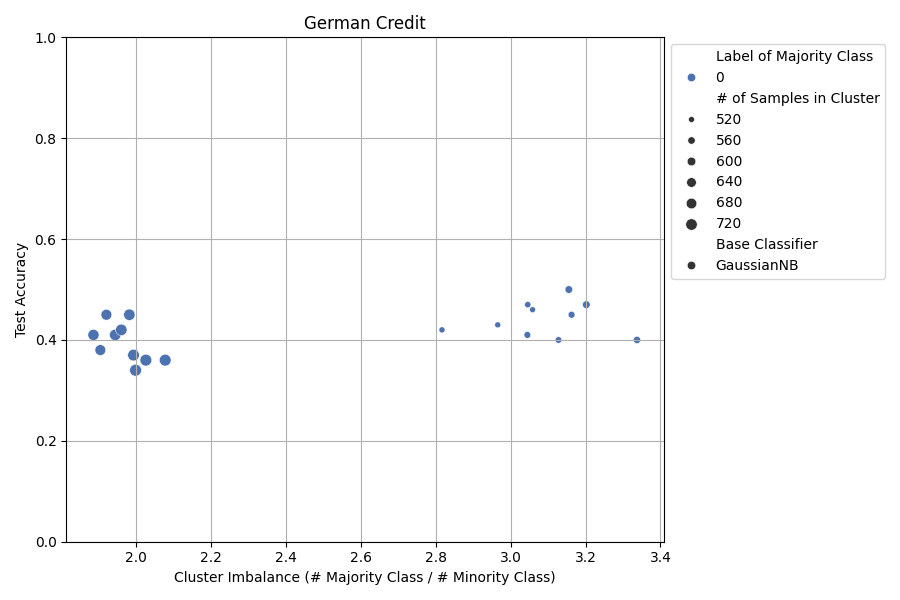 German Credit
Test Accuracy
1.0
0.8
0.6
0.4
0.2
0.0
2.0 2.2 2.4 2.6 2.8 3.0 3.2 3.4
Cluster Imbalance (# Majority Class / # Minority Class)
Label of Majority Class
0
# of Samples in Cluster
520
560
600
640
680
720
Base Classifier
GaussianNB